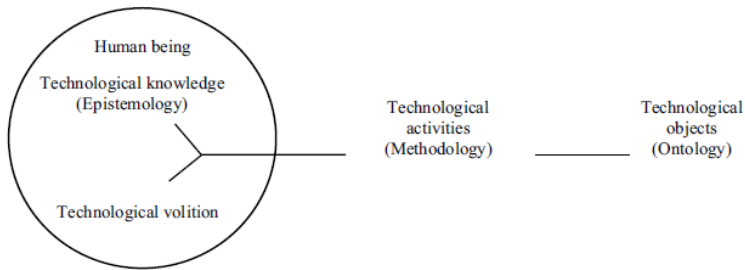 Human being
Technological knowledge
(Epistemology)
Technological volition
Technological
activities
(Methodology)
Technological
objects
(Ontology)